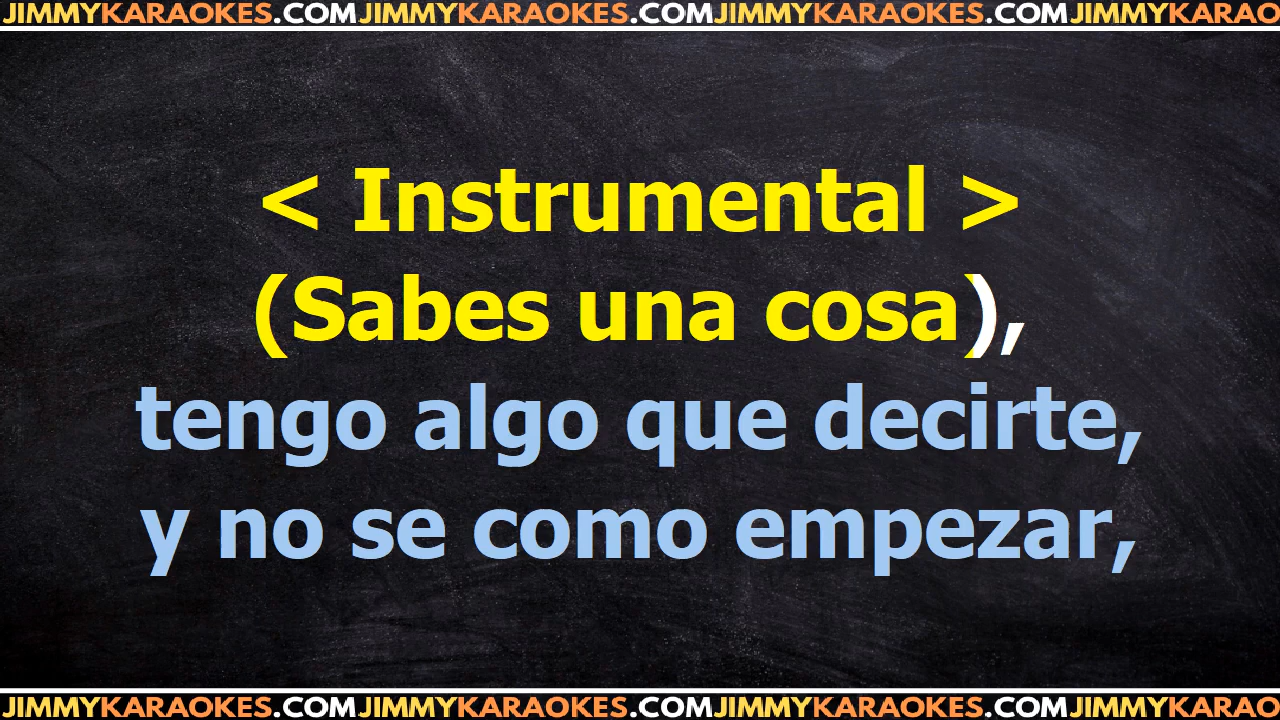 JIMMYKARAOKES.COMJIMMYKARAOKES.COMJIMMYKARAOKES.COMJIMMYKARAO
< Instrumental >
(Sabes una cosa),
tengo algo que decirte,
y no se como empezar,
JIMMYKARAOKES.COMJIMMYKARAOKES.COMJIMMYKARAOKES.COMJIMMYKARAO